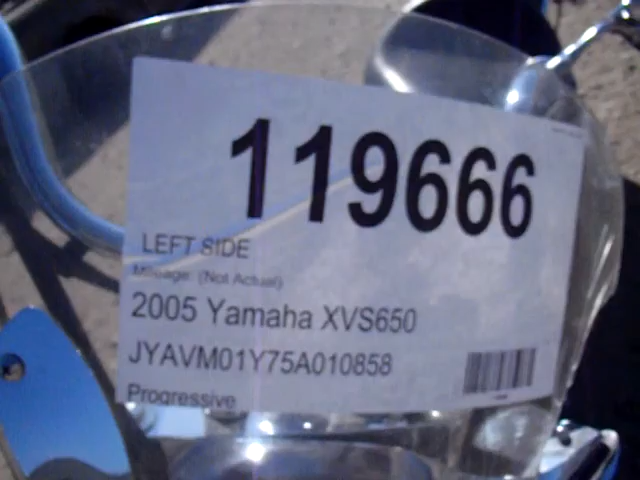 119666
LEFT SIDE
Mileage: (Not Actual)
2005 Yamaha XVS650
JYAVM01Y75A010858
Progressive